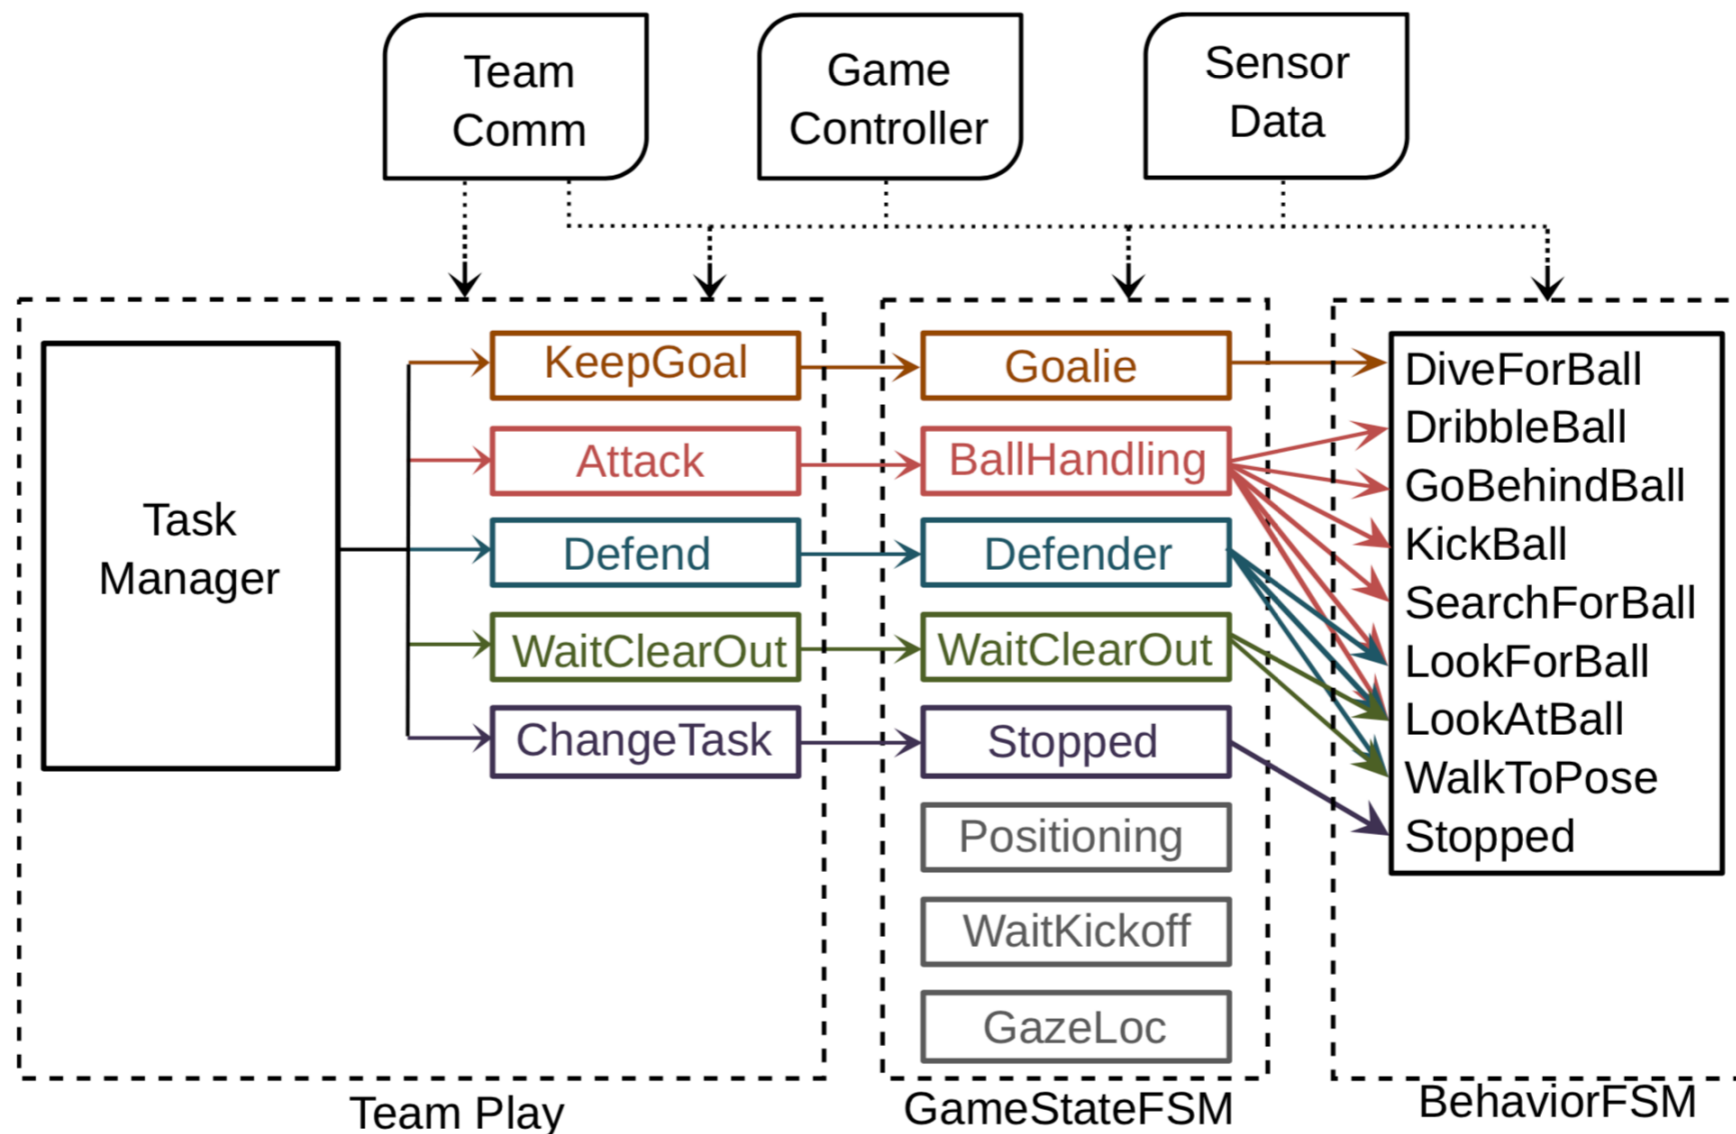 Team
Comm
Game
Controller
Sensor
Data
Task
Manager
KeepGoal
Attack
Defend
WaitClearOut
ChangeTask
Goalie
BallHandling
Defender
WaitClearOut
Stopped
Positioning
WaitKickoff
GazeLoc
DiveForBall
DribbleBall
GoBehindBall
KickBall
SearchForBall
LookForBall
LookAtBall
WalkToPose
Stopped
Team Play
GameStateFSM
BehaviorFSM